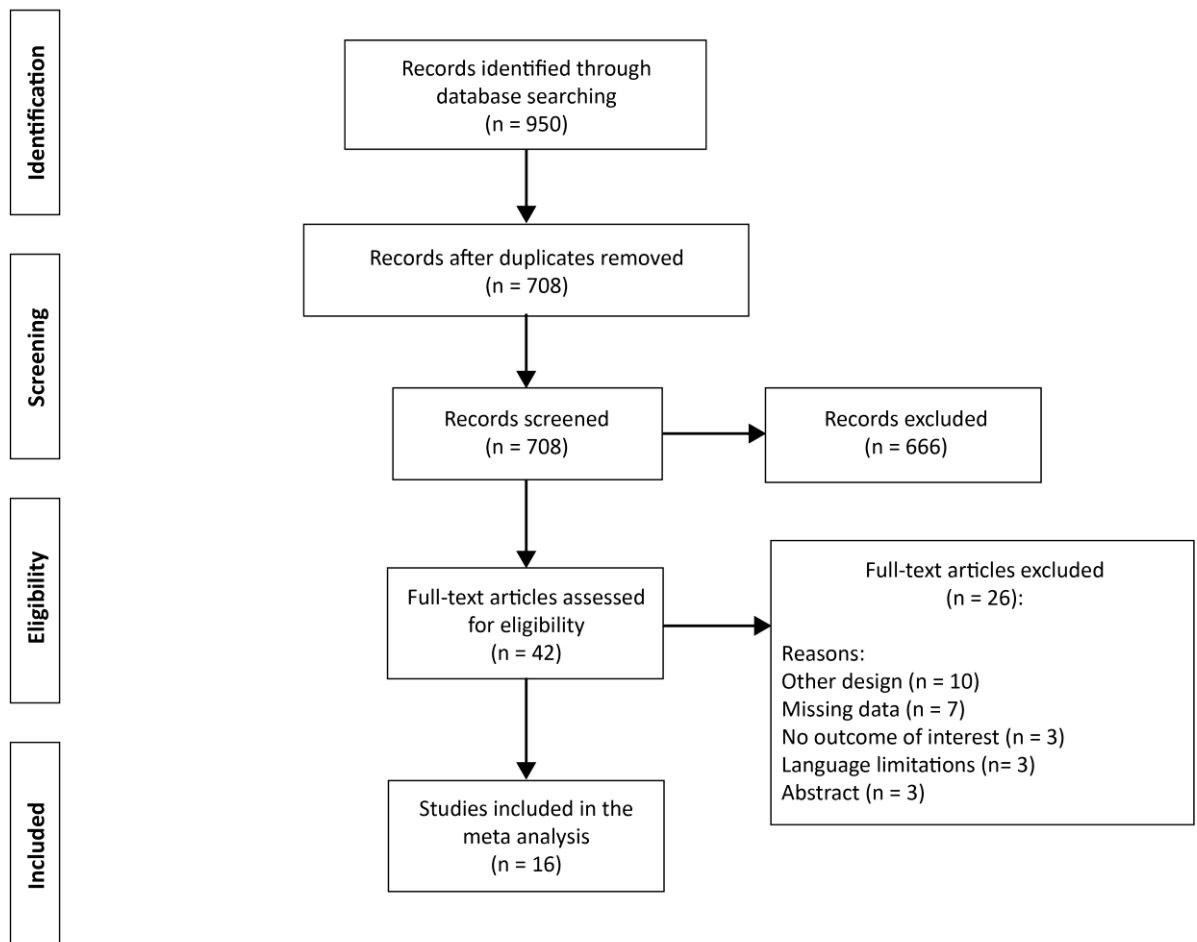 Identification
Records identified through
database searching
(n = 950)
Records after duplicates removed
(n = 708)
Screening
Records screened
(n = 708)
Records excluded
(n = 666)
Eligibility
Full-text articles assessed
for eligibility
(n = 42)
Full-text articles excluded
(n = 26):
Reasons:
Other design (n = 10)
Missing data (n = 7)
No outcome of interest (n = 3)
Language limitations (n= 3)
Abstract (n = 3)
Included
Studies included in the
meta analysis
(n = 16)